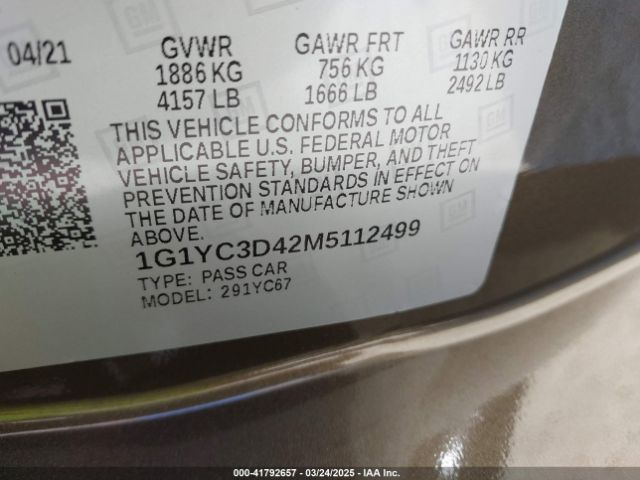 04/21
GVWR
1886 KG
4157 LB
GAWR FRT
756 KG
1666 LB
GAWR RR
1130 KG
2492 LB
THIS VEHICLE CONFORMS TO ALL
APPLICABLE U.S. FEDERAL MOTOR
VEHICLE SAFETY, BUMPER, AND THEFT
PREVENTION STANDARDS IN EFFECT ON
THE DATE OF MANUFACTURE SHOWN
ABOVE.
1G1YC3D42M5112499
TYPE: PASS CAR
MODEL: 291YC67
000-41792657 - 03/24/2025 - IAA Inc.